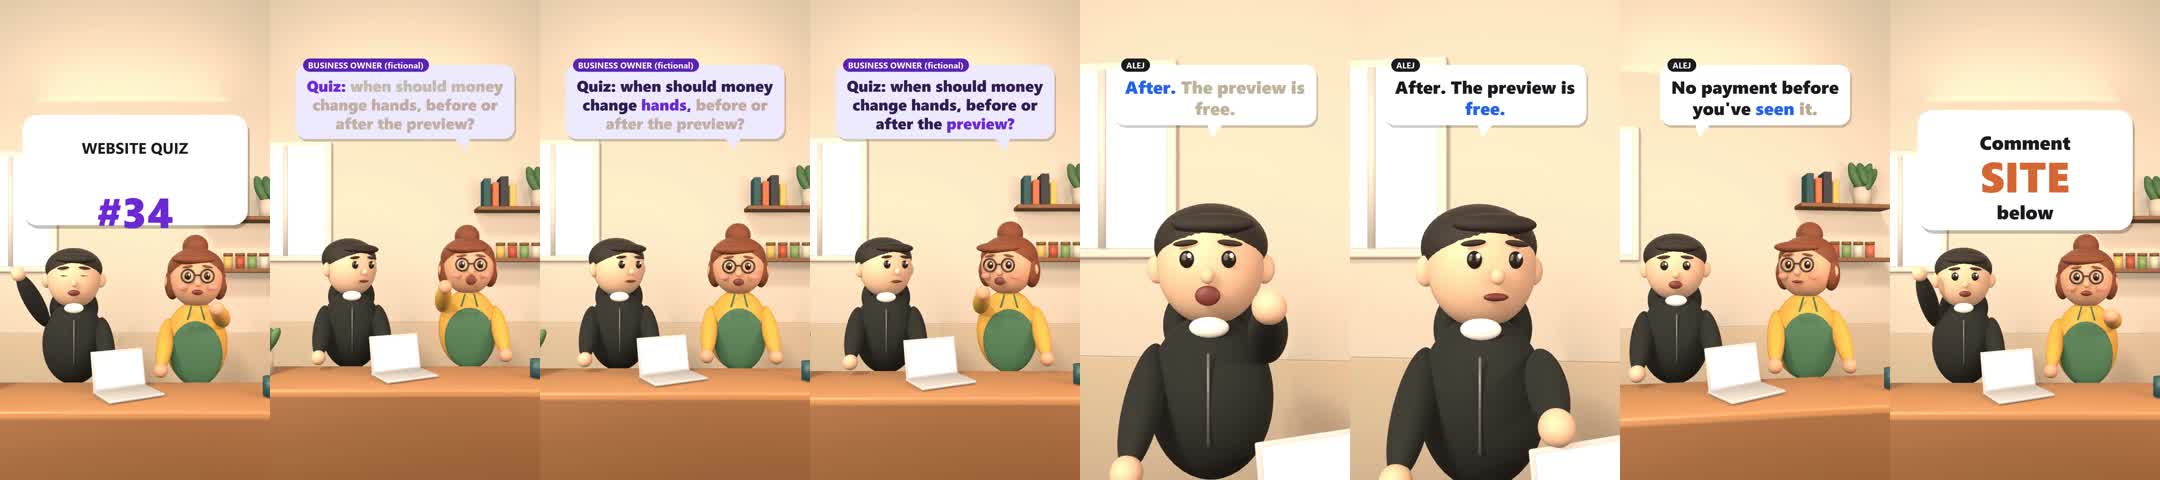 WEBSITE QUIZ
#34
BUSINESS OWNER (fictional)
Quiz: when should money
change hands, before or
after the preview?
BUSINESS OWNER (fictional)
Quiz: when should money
change hands, before or
after the preview?
BUSINESS OWNER (fictional)
Quiz: when should money
change hands, before or
after the preview?
ALEJ
After. The preview is
free.
ALEJ
After. The preview is
free.
ALEJ
No payment before
you've seen it.
Comment
SITE
below